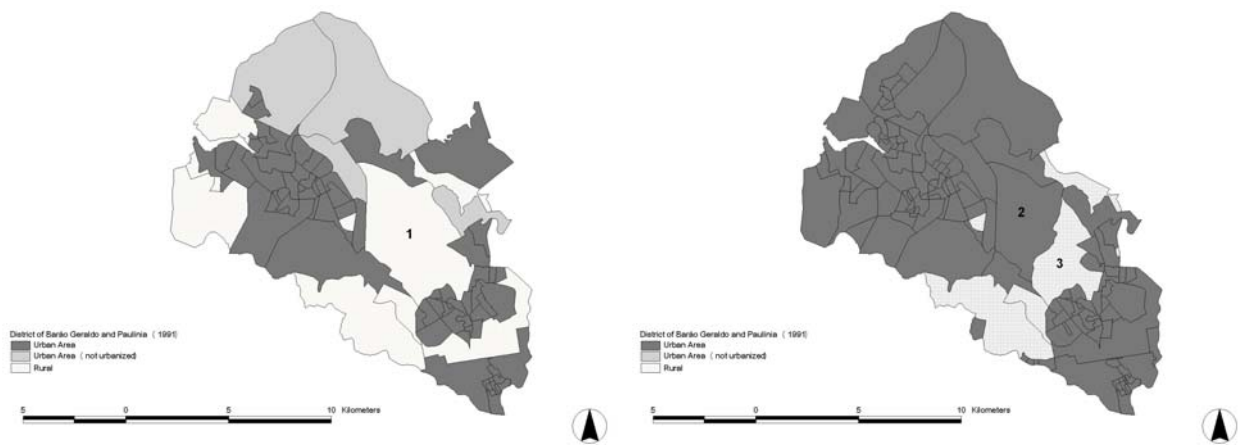 1
District of Barão Geraldo and Paulínia ( 1991)
Urban Area
Urban Area ( not urbanized)
Rural
5 0 5 10 Kilometers
2
3
District of Barão Geraldo and Paulínia ( 1991)
Urban Area
Urban Area ( not urbanized)
Rural
5 0 5 10 Kilometers